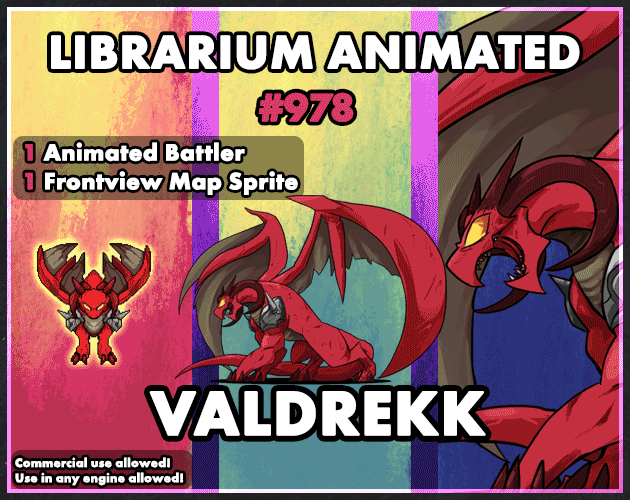 LIBRARIUM ANIMATED
#978
1 Animated Battler
1 Frontview Map Sprite
VALDREKK
Commercial use allowed!
Use in any engine allowed!